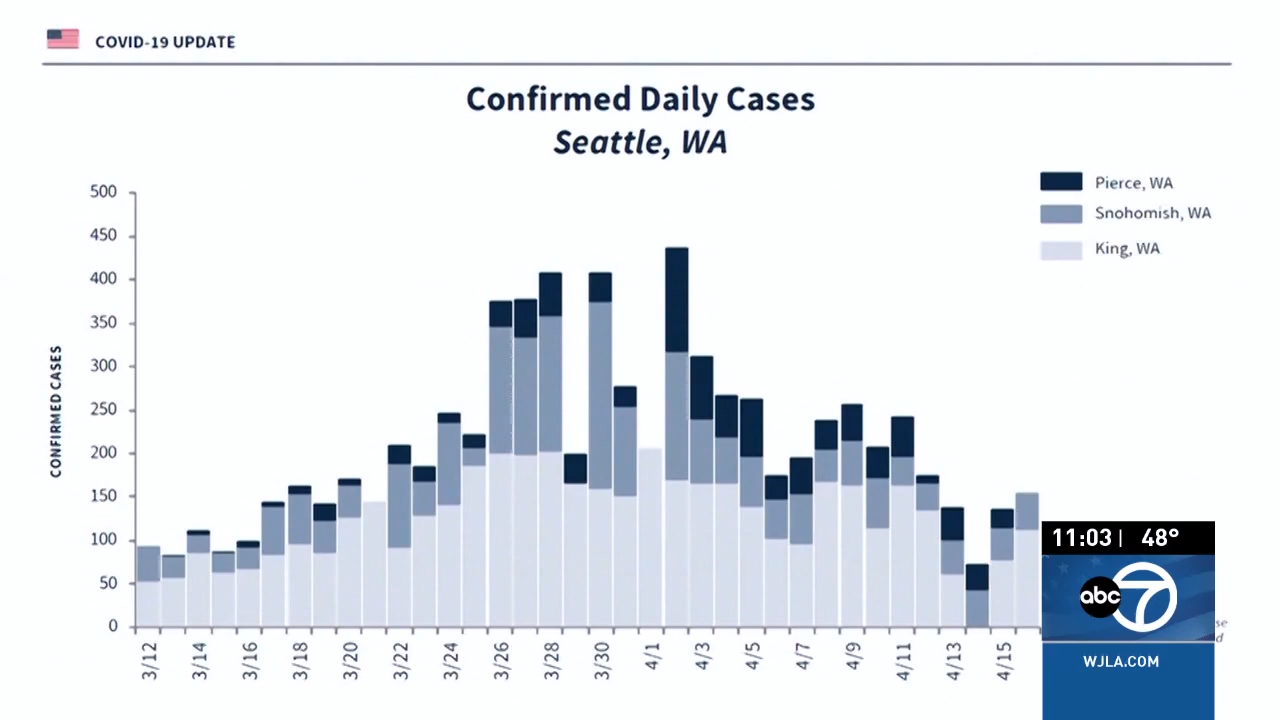 COVID-19 UPDATE
Confirmed Daily Cases
Seattle, WA
Pierce, WA
Snohomish, WA
King, WA
CONFIRMED CASES
500
450
400
350
300
250
200
150
100
50
0
3/12
3/14
3/16
3/18
3/20
3/22
3/24
3/26
3/28
3/30
4/1
4/3
4/5
4/7
4/9
4/11
4/13
4/15
11:03 | 48°
abc 7
WJLA.COM